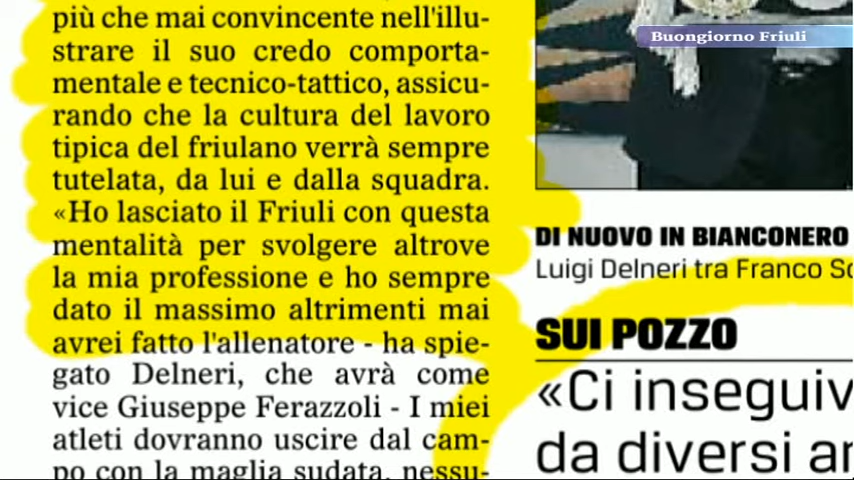 più che mai convincente nell'illu-
strare il suo credo comporta-
mentale e tecnico-tattico, assicu-
rando che la cultura del lavoro
tipica del friulano verrà sempre
tutelata, da lui e dalla squadra.
«Ho lasciato il Friuli con questa
mentalità per svolgere altrove
la mia professione e ho sempre
dato il massimo altrimenti mai
avrei fatto l'allenatore - ha spie-
gato Delneri, che avrà come
vice Giuseppe Ferazzoli - I miei
atleti dovranno uscire dal cam-
po con la maglia sudata, nessu-
Buongiorno Friuli
DI NUOVO IN BIANCONERO
Luigi Delneri tra Franco So
SUI POZZO
«Ci inseguiv
da diversi an